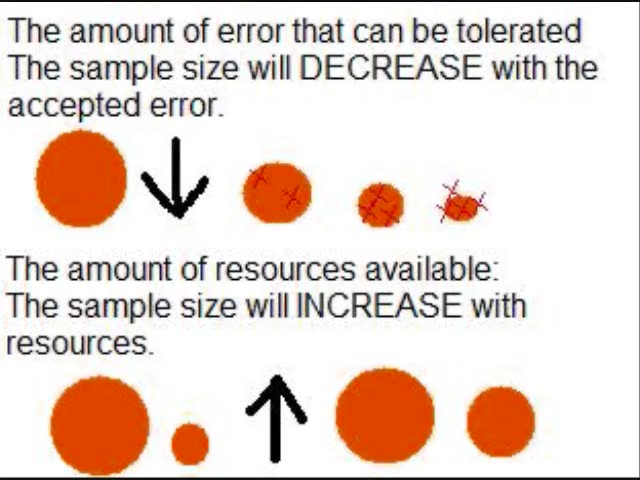 The amount of error that can be tolerated
The sample size will DECREASE with the
accepted error.
The amount of resources available:
The sample size will INCREASE with
resources.